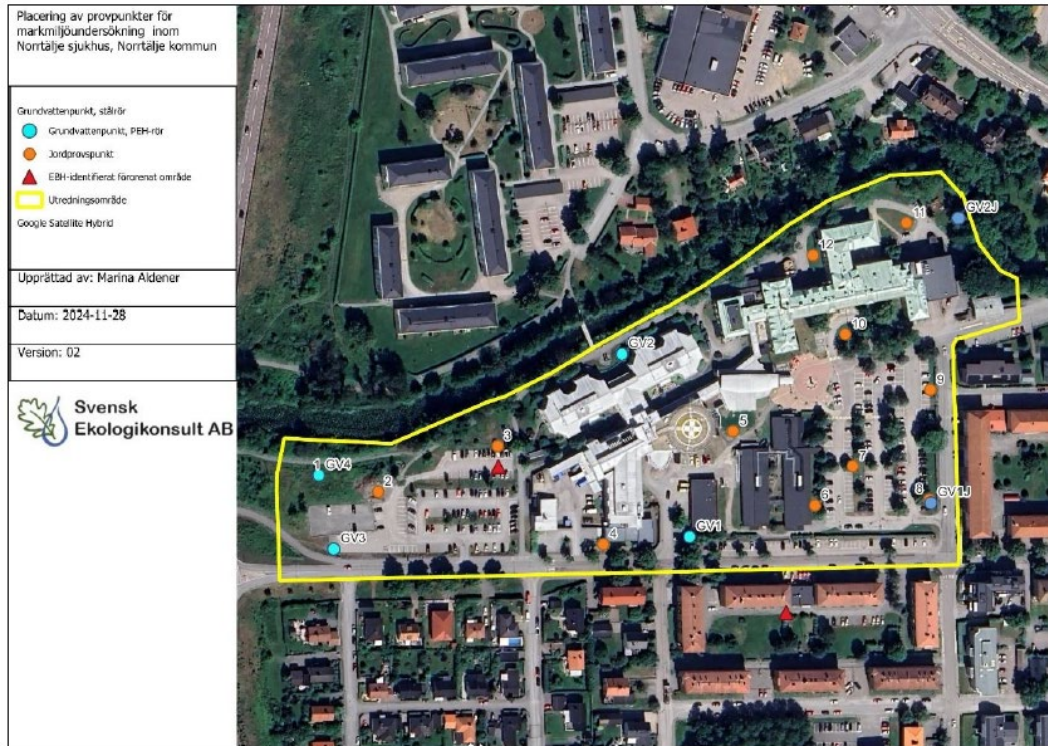 Placering av provpunkter för
markmiljöundersökning inom
Norrtälje sjukhus, Norrtälje kommun
Grundvattenpunkt, stålrör
Grundvattenpunkt, PEH-rör
Jordprovspunkt
EBH-identifierat förorenat område
Utredningsområde
Google Satellite Hybrid
Upprättad av: Marina Aldener
Datum: 2024-11-28
Version: 02
Svensk
Ekologikonsult AB
11
GV2J
12
10
GV2
9
5
3
7
1
GV4
2
6
8
GV1J
4
GV1
GV3